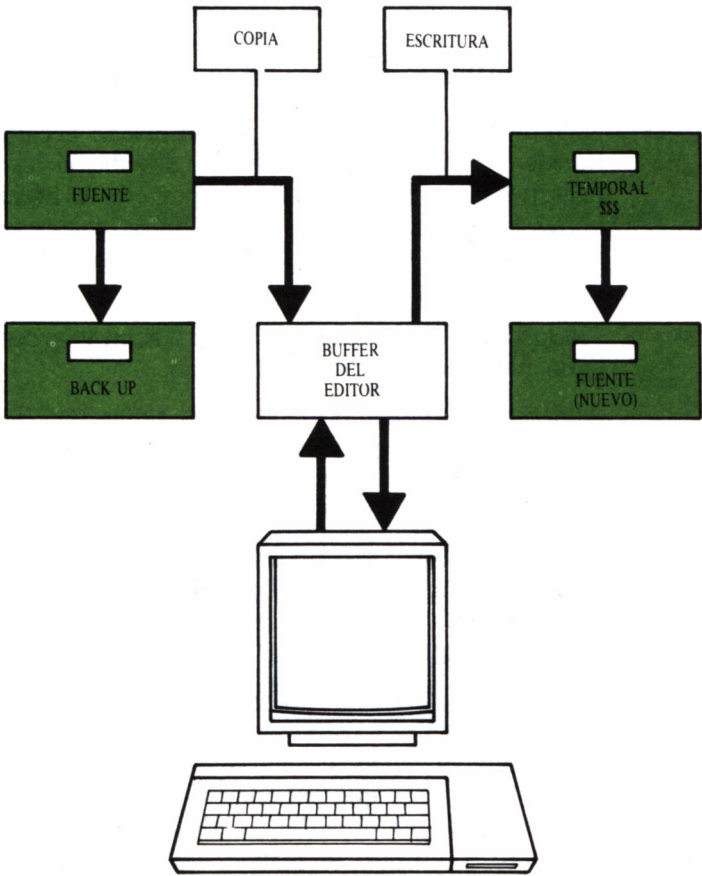 COPIA
ESCRITURA
FUENTE
TEMPORAL
$$$
BACK UP
BUFFER
DEL
EDITOR
FUENTE
(NUEVO)